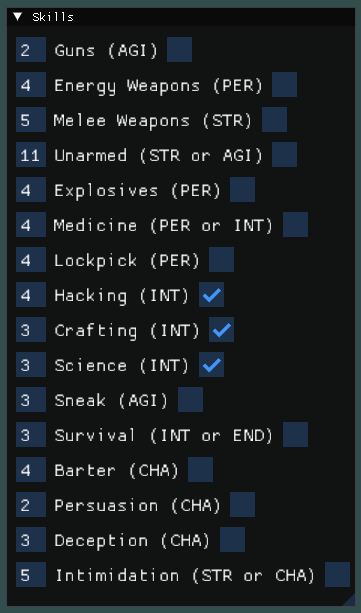 Skills
2 Guns (AGI)
4 Energy Weapons (PER)
5 Melee Weapons (STR)
11 Unarmed (STR or AGI)
4 Explosives (PER)
4 Medicine (PER or INT)
4 Lockpick (PER)
4 Hacking (INT)
3 Crafting (INT)
3 Science (INT)
3 Sneak (AGI)
3 Survival (INT or END)
4 Barter (CHA)
2 Persuasion (CHA)
3 Deception (CHA)
5 Intimidation (STR or CHA)